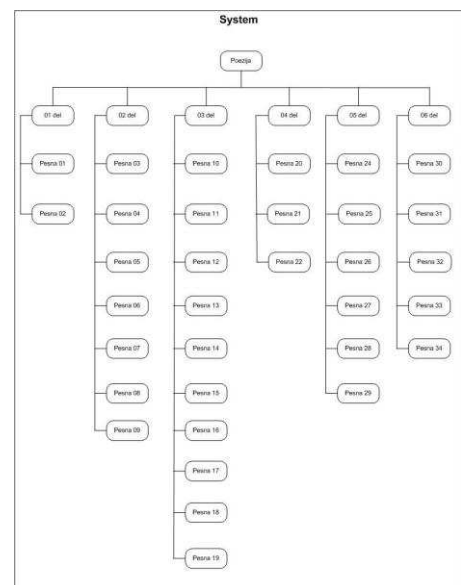 System
Poezija
01 del
02 del
03 del
04 del
05 del
06 del
Pesna 01
Pesna 03
Pesna 10
Pesna 20
Pesna 24
Pesna 30
Pesna 02
Pesna 04
Pesna 11
Pesna 21
Pesna 25
Pesna 31
Pesna 05
Pesna 12
Pesna 22
Pesna 26
Pesna 32
Pesna 06
Pesna 13
Pesna 27
Pesna 33
Pesna 07
Pesna 14
Pesna 28
Pesna 34
Pesna 08
Pesna 15
Pesna 29
Pesna 09
Pesna 16
Pesna 17
Pesna 18
Pesna 19